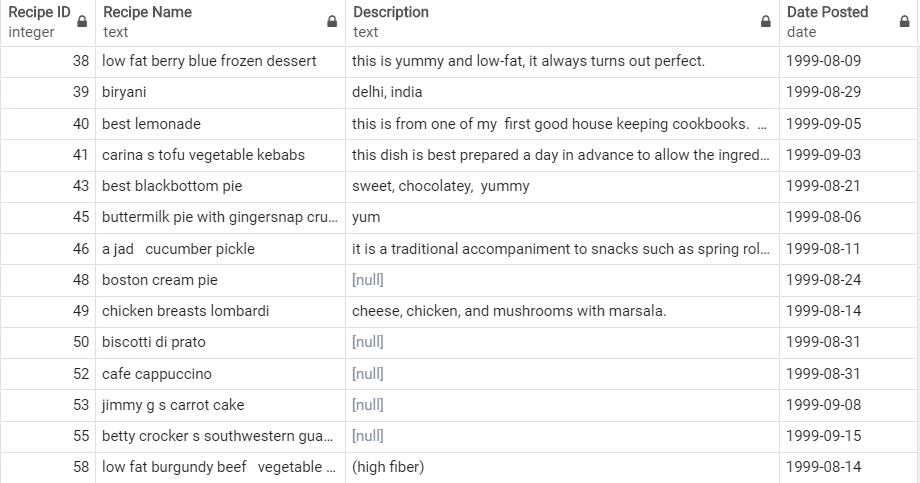 Recipe ID Recipe Name Description Date Posted
integer text text date
38 low fat berry blue frozen dessert this is yummy and low-fat, it always turns out perfect. 1999-08-09
39 biryani delhi, india 1999-08-29
40 best lemonade this is from one of my  first good house keeping cookbooks.  … 1999-09-05
41 carina s tofu vegetable kebabs this dish is best prepared a day in advance to allow the ingred… 1999-09-03
43 best blackbottom pie sweet, chocolatey,  yummy 1999-08-21
45 buttermilk pie with gingersnap cru… yum 1999-08-06
46 a jad   cucumber pickle it is a traditional accompaniment to snacks such as spring rol… 1999-08-11
48 boston cream pie [null] 1999-08-24
49 chicken breasts lombardi cheese, chicken, and mushrooms with marsala. 1999-08-14
50 biscotti di prato [null] 1999-08-31
52 cafe cappuccino [null] 1999-08-31
53 jimmy g s carrot cake [null] 1999-09-08
55 betty crocker s southwestern gua… [null] 1999-09-15
58 low fat burgundy beef   vegetable … (high fiber) 1999-08-14